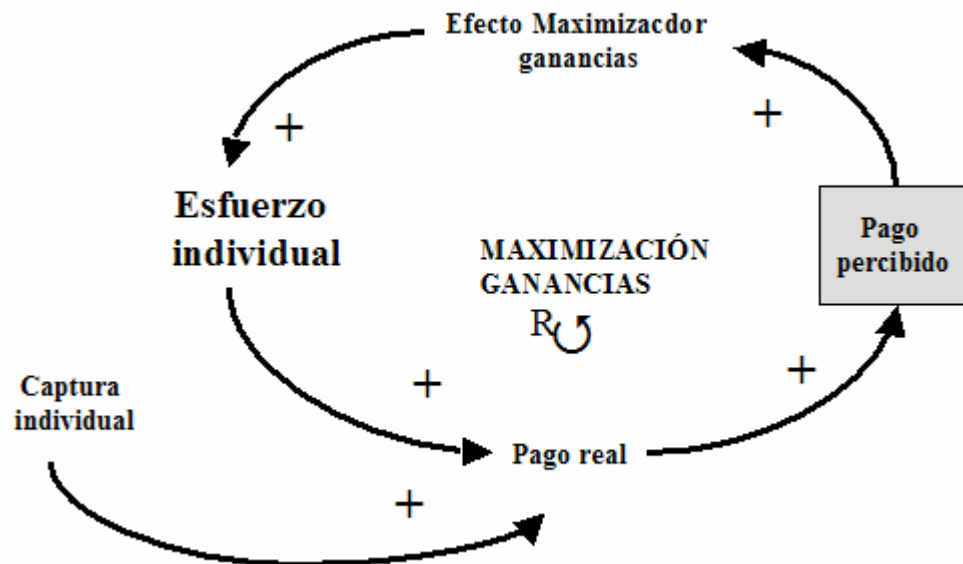 Efecto Maximizacdor
ganancias
+
+
Esfuerzo
individual
MAXIMIZACIÓN
GANANCIAS
R
Pago
percibido
+
+
Captura
individual
Pago real
+